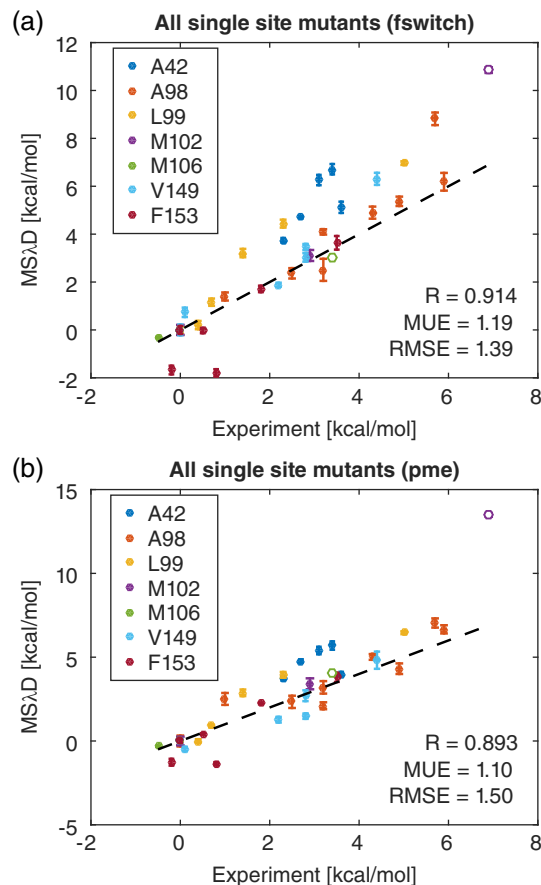 (a)
All single site mutants (fswitch)
12
10
8
6
4
2
0
-2
MSλD [kcal/mol]
A42
A98
L99
M102
M106
V149
F153
R = 0.914
MUE = 1.19
RMSE = 1.39
-2 0 2 4 6 8
Experiment [kcal/mol]
(b)
All single site mutants (pme)
15
10
5
0
-5
MSλD [kcal/mol]
A42
A98
L99
M102
M106
V149
F153
R = 0.893
MUE = 1.10
RMSE = 1.50
-2 0 2 4 6 8
Experiment [kcal/mol]